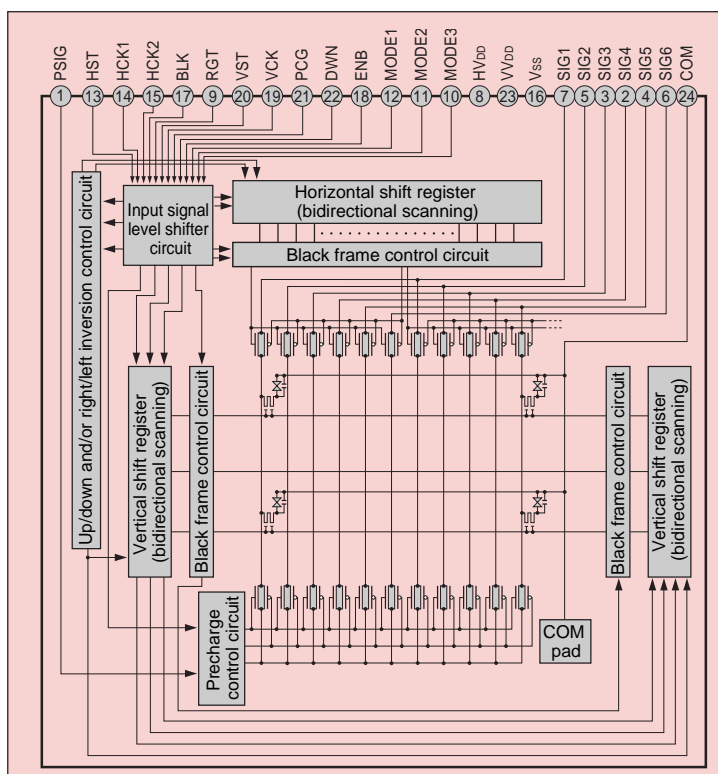 PSIG
HST
HCK1
HCK2
BLK
RGT
VST
VCK
PCG
DWN
ENB
MODE1
MODE2
MODE3
HVDD
VVDD
VSS
SIG1
SIG2
SIG3
SIG4
SIG5
SIG6
COM
1
13
14
15
17
9
20
19
21
22
18
12
11
10
8
23
16
7
5
3
2
4
6
24
Up/down and/or right/left inversion control circuit
Input signal
level shifter
circuit
Horizontal shift register
(bidirectional scanning)
Black frame control circuit
Vertical shift register
(bidirectional scanning)
Black frame control circuit
Black frame control circuit
Vertical shift register
(bidirectional scanning)
Precharge
control circuit
COM
pad